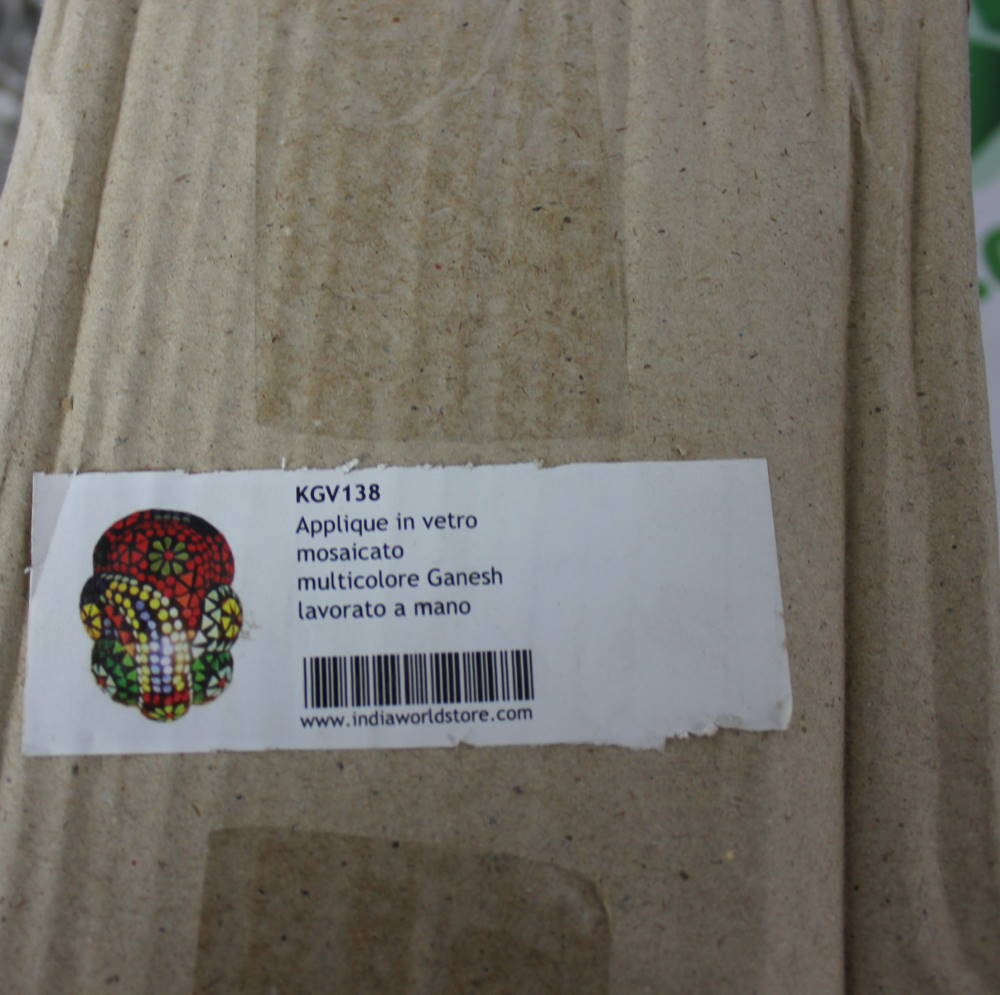 KGV138
Applique in vetro
mosaicato
multicolore Ganesh
lavorato a mano
www.indiaworldstore.com